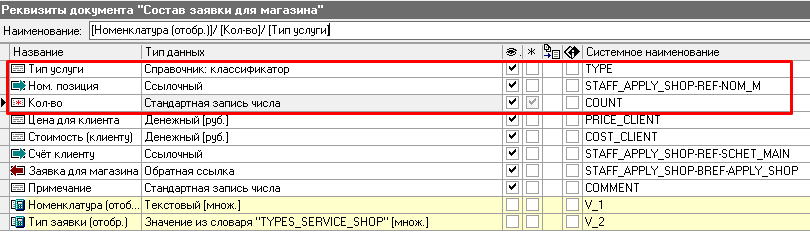 Реквизиты документа "Состав заявки для магазина"
Наименование: [Номенклатура (отобр.)]/ [Кол-во]/ [Тип услуги]
Название Тип данных * Системное наименование
Тип услуги Справочник: классификатор TYPE
Ном. позиция Ссылочный STAFF_APPLY_SHOP-REF-NOM_M
Кол-во Стандартная запись числа COUNT
Цена для клиента Денежный [руб.] PRICE_CLIENT
Стоимость (клиенту) Денежный [руб.] COST_CLIENT
Счёт клиенту Ссылочный STAFF_APPLY_SHOP-REF-SCHET_MAIN
Заявка для магазина Обратная ссылка STAFF_APPLY_SHOP-BREF-APPLY_SHOP
Примечание Стандартная запись числа COMMENT
Номенклатура (отоб... Текстовый [множ.] V_1
Тип заявки (отобр.) Значение из словаря "TYPES_SERVICE_SHOP" [множ.] V_2